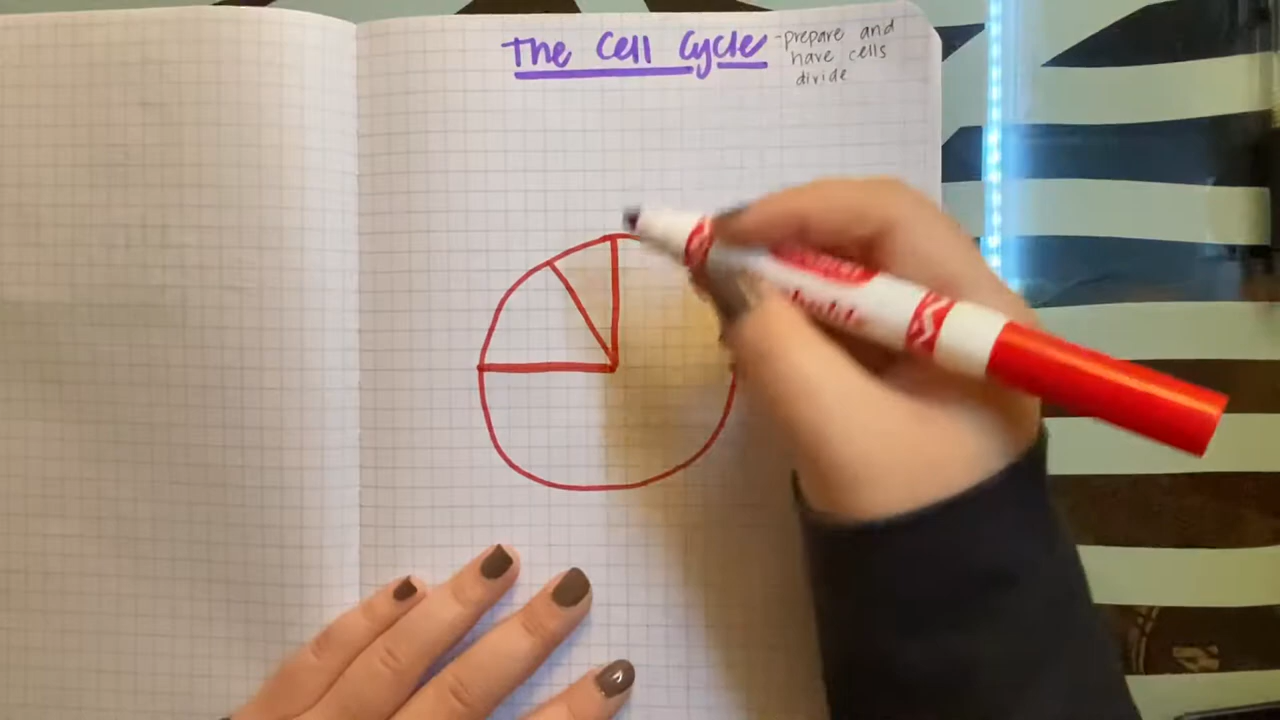 The Cell Cycle
-prepare and
have cells
divide